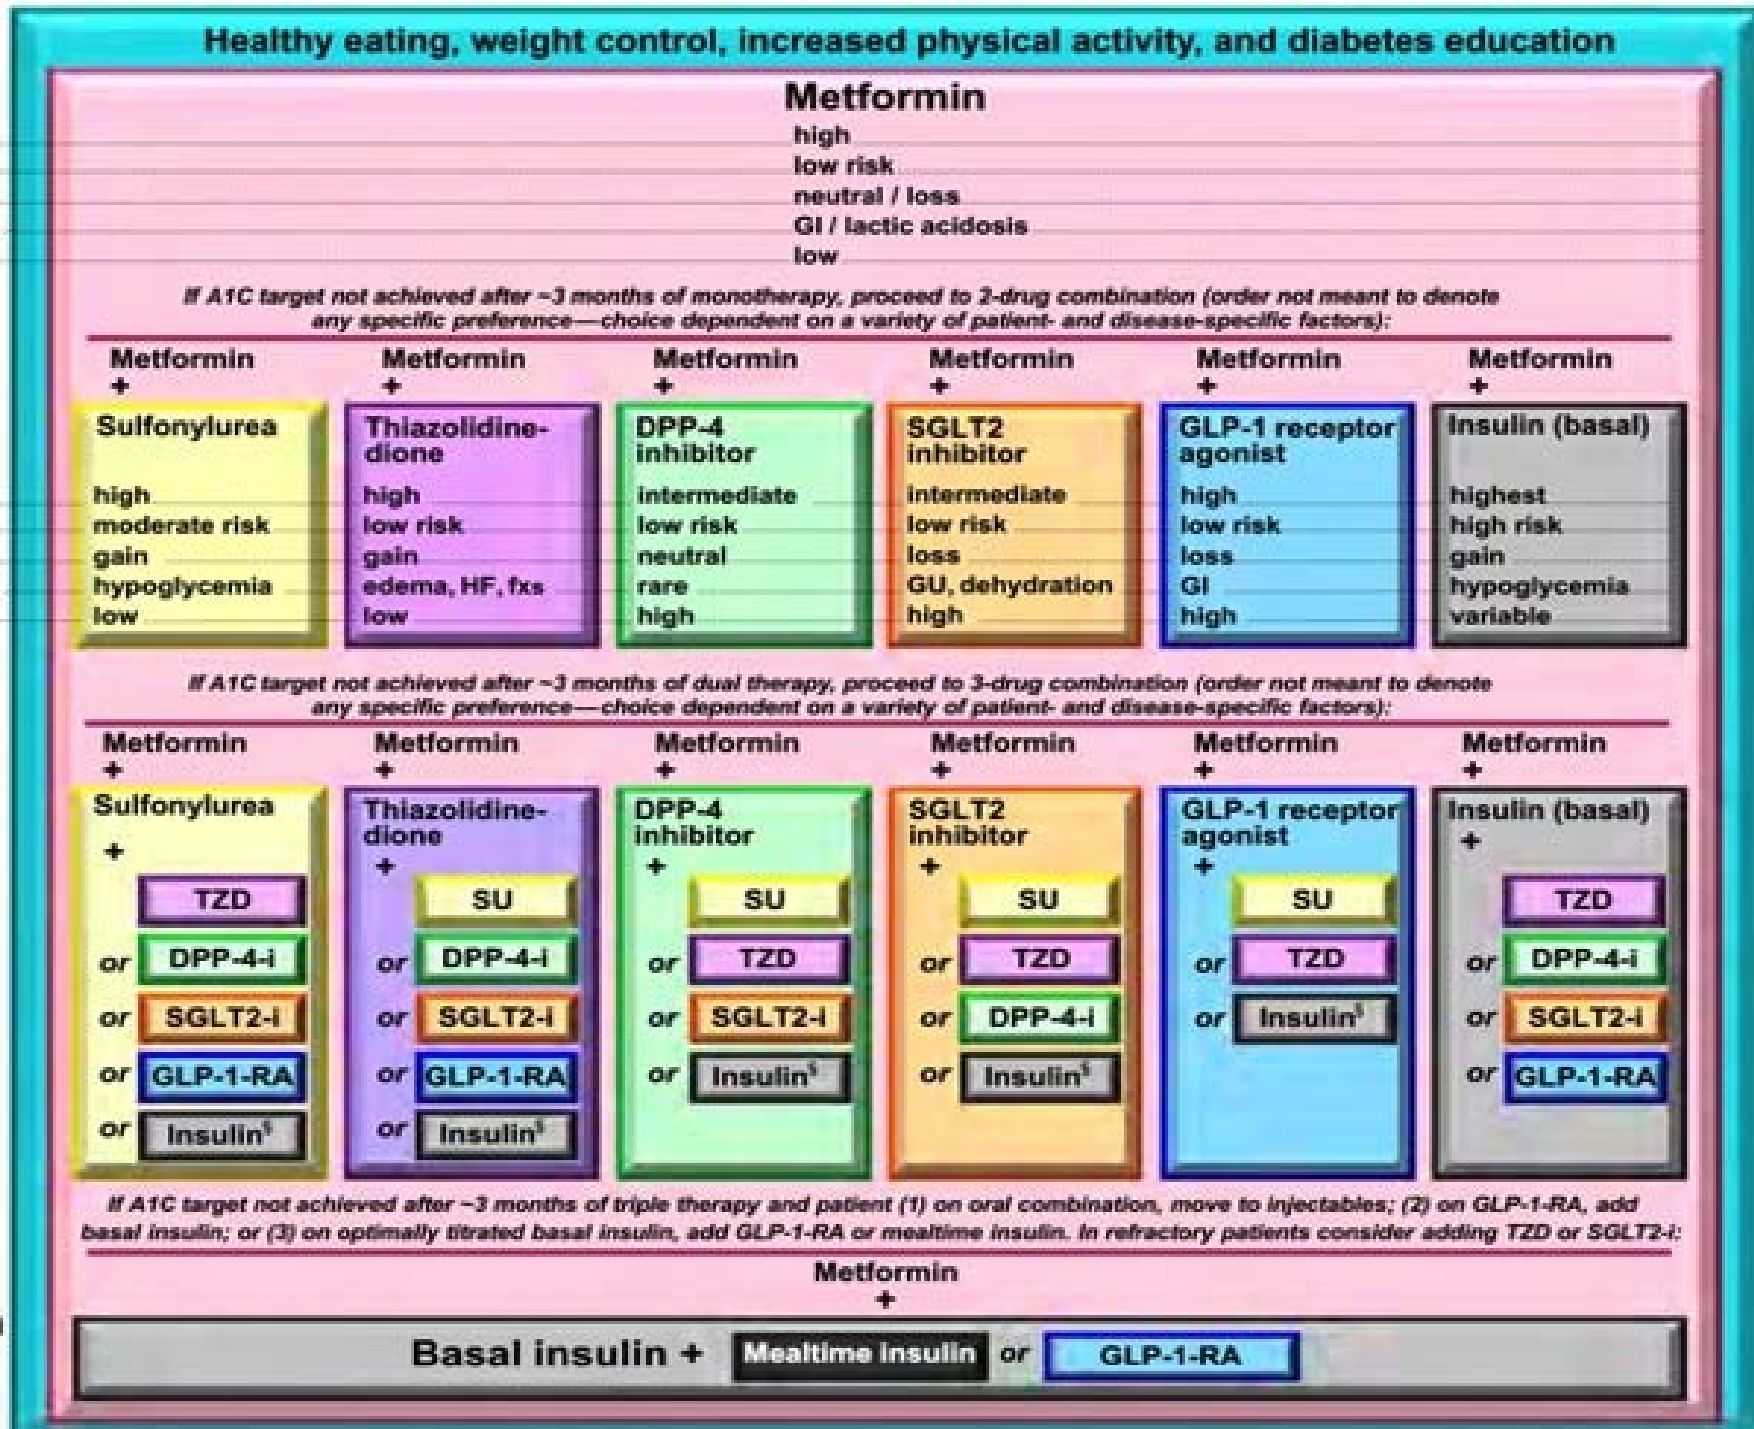 Healthy eating, weight control, increased physical activity, and diabetes education
Metformin
high
low risk
neutral / loss
GI / lactic acidosis
low
If A1C target not achieved after ~3 months of monotherapy, proceed to 2-drug combination (order not meant to denote
any specific preference—choice dependent on a variety of patient- and disease-specific factors):
Metformin
+
Sulfonylurea
high
moderate risk
gain
hypoglycemia
low
Metformin
+
Thiazolidine-
dione
high
low risk
gain
edema, HF, fxs
low
Metformin
+
DPP-4
inhibitor
intermediate
low risk
neutral
rare
high
Metformin
+
SGLT2
inhibitor
intermediate
low risk
loss
GU, dehydration
high
Metformin
+
GLP-1 receptor
agonist
high
low risk
loss
GI
high
Metformin
+
Insulin (basal)
highest
high risk
gain
hypoglycemia
variable
If A1C target not achieved after ~3 months of dual therapy, proceed to 3-drug combination (order not meant to denote
any specific preference—choice dependent on a variety of patient- and disease-specific factors):
Metformin
+
Sulfonylurea
+
TZD
or DPP-4-i
or SGLT2-i
or GLP-1-RA
or Insulin§
Metformin
+
Thiazolidine-
dione
+
SU
or DPP-4-i
or SGLT2-i
or GLP-1-RA
or Insulin§
Metformin
+
DPP-4
inhibitor
+
SU
or TZD
or SGLT2-i
or Insulin§
Metformin
+
SGLT2
inhibitor
+
SU
or TZD
or DPP-4-i
or Insulin§
Metformin
+
GLP-1 receptor
agonist
+
SU
or TZD
or Insulin§
Metformin
+
Insulin (basal)
+
TZD
or DPP-4-i
or SGLT2-i
or GLP-1-RA
If A1C target not achieved after ~3 months of triple therapy and patient (1) on oral combination, move to injectables; (2) on GLP-1-RA, add
basal insulin; or (3) on optimally titrated basal insulin, add GLP-1-RA or mealtime insulin. In refractory patients consider adding TZD or SGLT2-i:
Metformin
+
Basal insulin + Mealtime insulin or GLP-1-RA